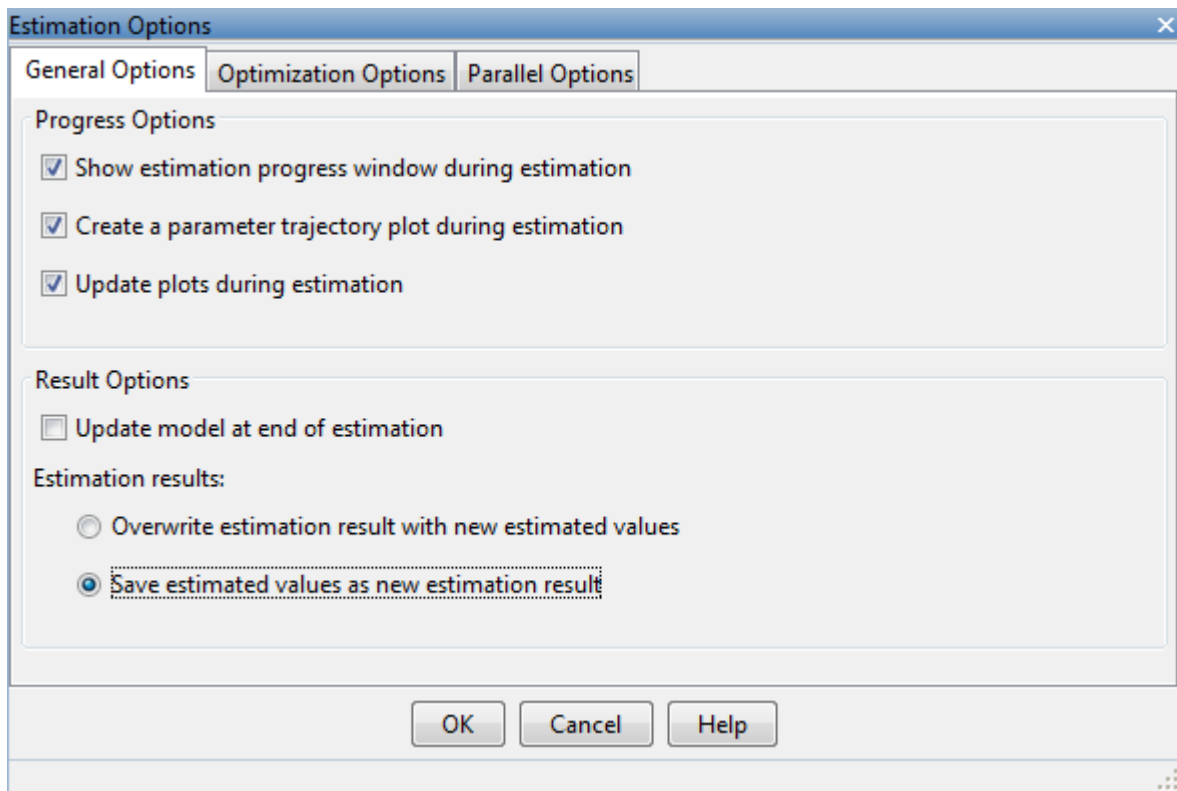 Estimation Options
General Options Optimization Options Parallel Options
Progress Options
Show estimation progress window during estimation
Create a parameter trajectory plot during estimation
Update plots during estimation
Result Options
Update model at end of estimation
Estimation results:
Overwrite estimation result with new estimated values
Save estimated values as new estimation result
OK Cancel Help